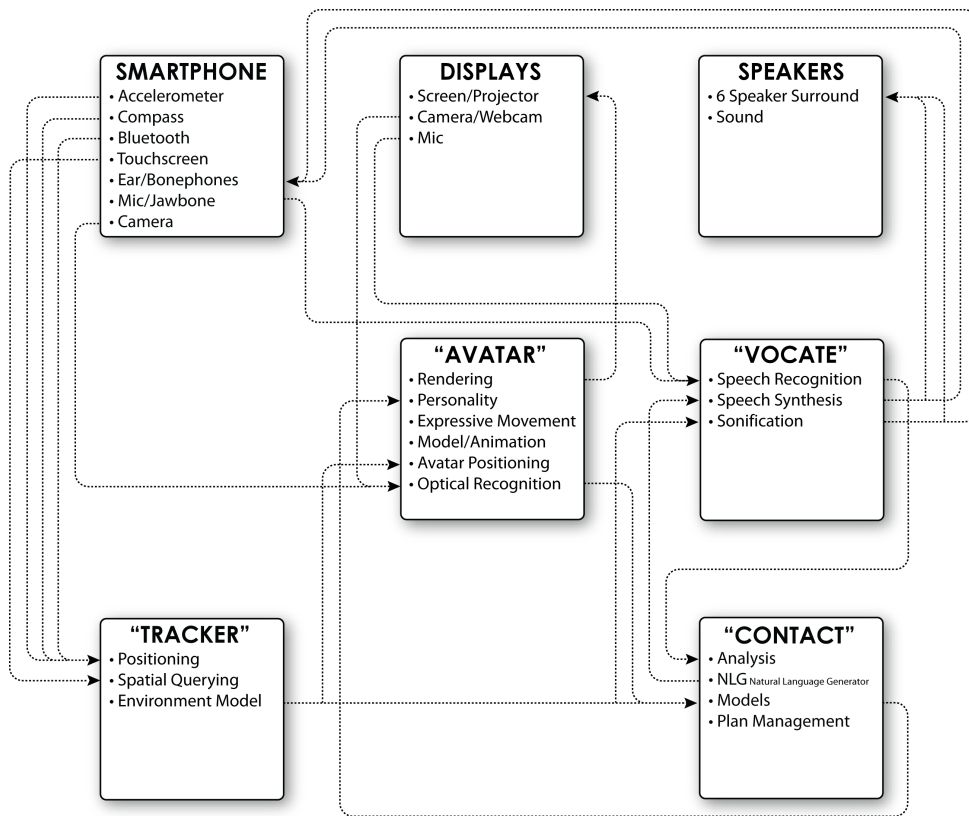 SMARTPHONE
• Accelerometer
• Compass
• Bluetooth
• Touchscreen
• Ear/Bonephones
• Mic/Jawbone
• Camera
DISPLAYS
• Screen/Projector
• Camera/Webcam
• Mic
SPEAKERS
• 6 Speaker Surround
• Sound
“AVATAR”
• Rendering
• Personality
• Expressive Movement
• Model/Animation
• Avatar Positioning
• Optical Recognition
“VOCATE”
• Speech Recognition
• Speech Synthesis
• Sonification
“TRACKER”
• Positioning
• Spatial Querying
• Environment Model
“CONTACT”
• Analysis
• NLG Natural Language Generator
• Models
• Plan Management